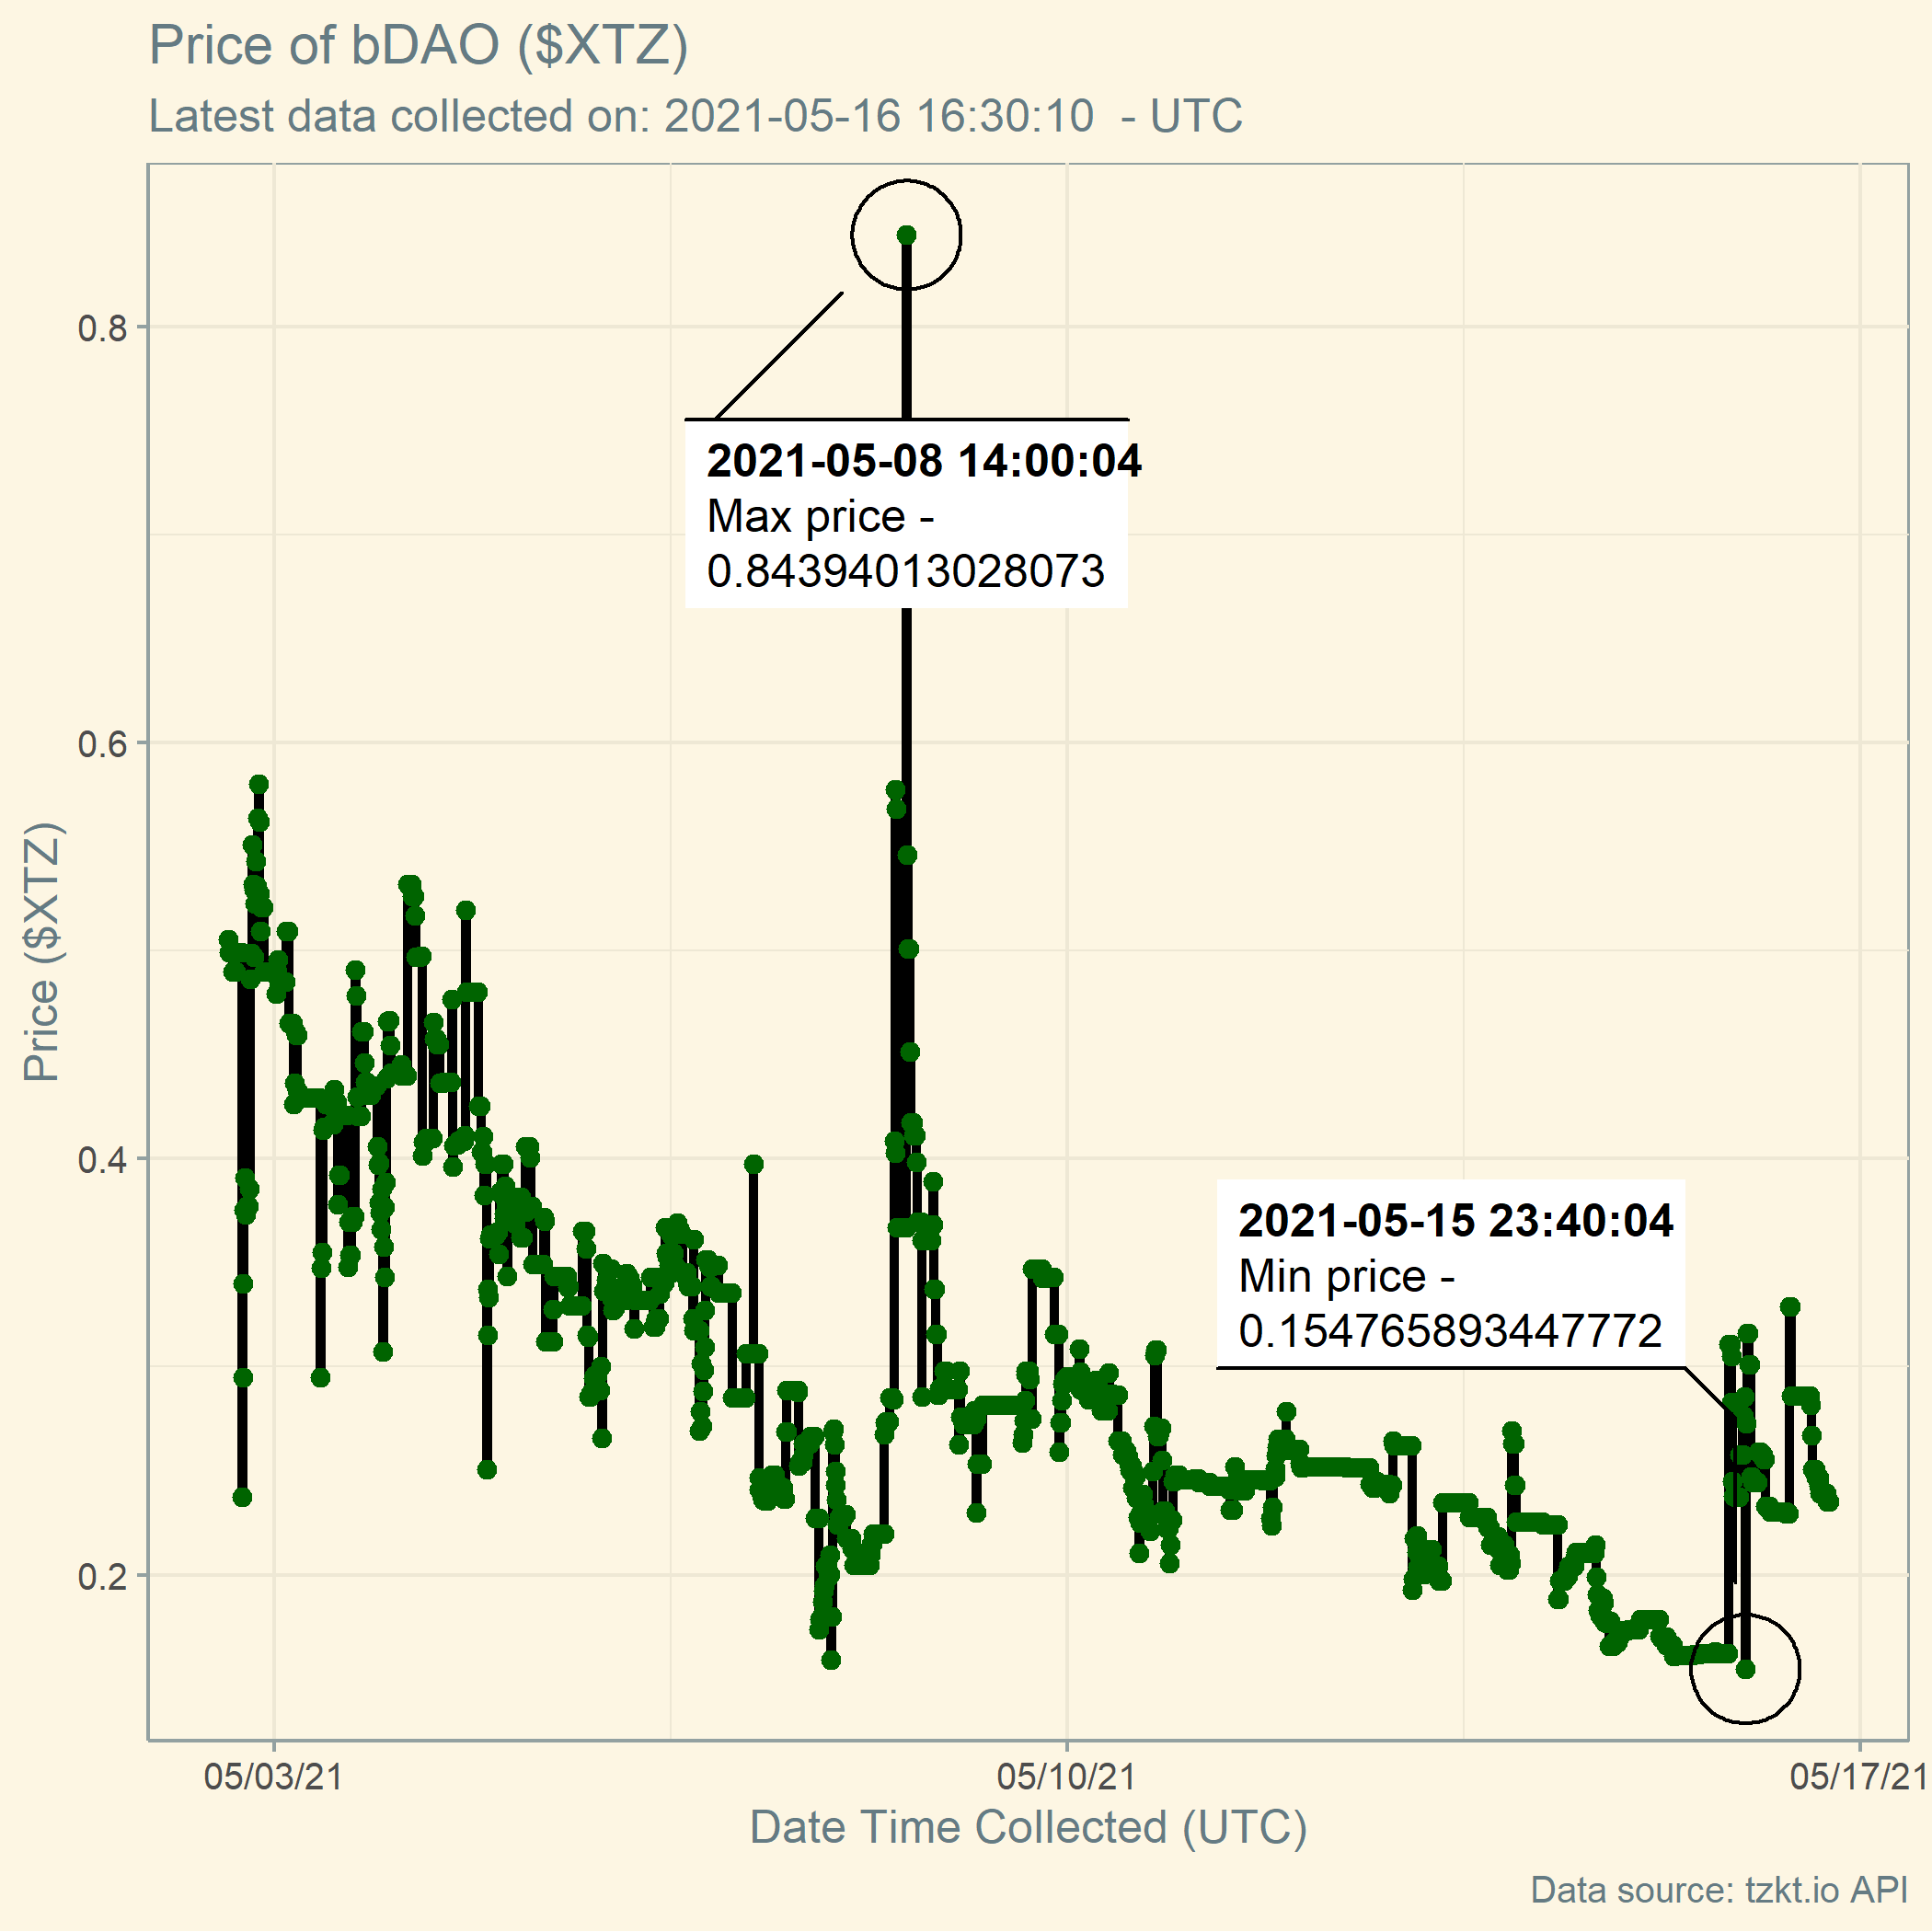 Price of bDAO ($XTZ)
Latest data collected on: 2021-05-16 16:30:10  - UTC
0.8
0.6
0.4
0.2
Price ($XTZ)
2021-05-08 14:00:04
Max price -
0.84394013028073
2021-05-15 23:40:04
Min price -
0.154765893447772
05/03/21
05/10/21
05/17/21
Date Time Collected (UTC)
Data source: tzkt.io API